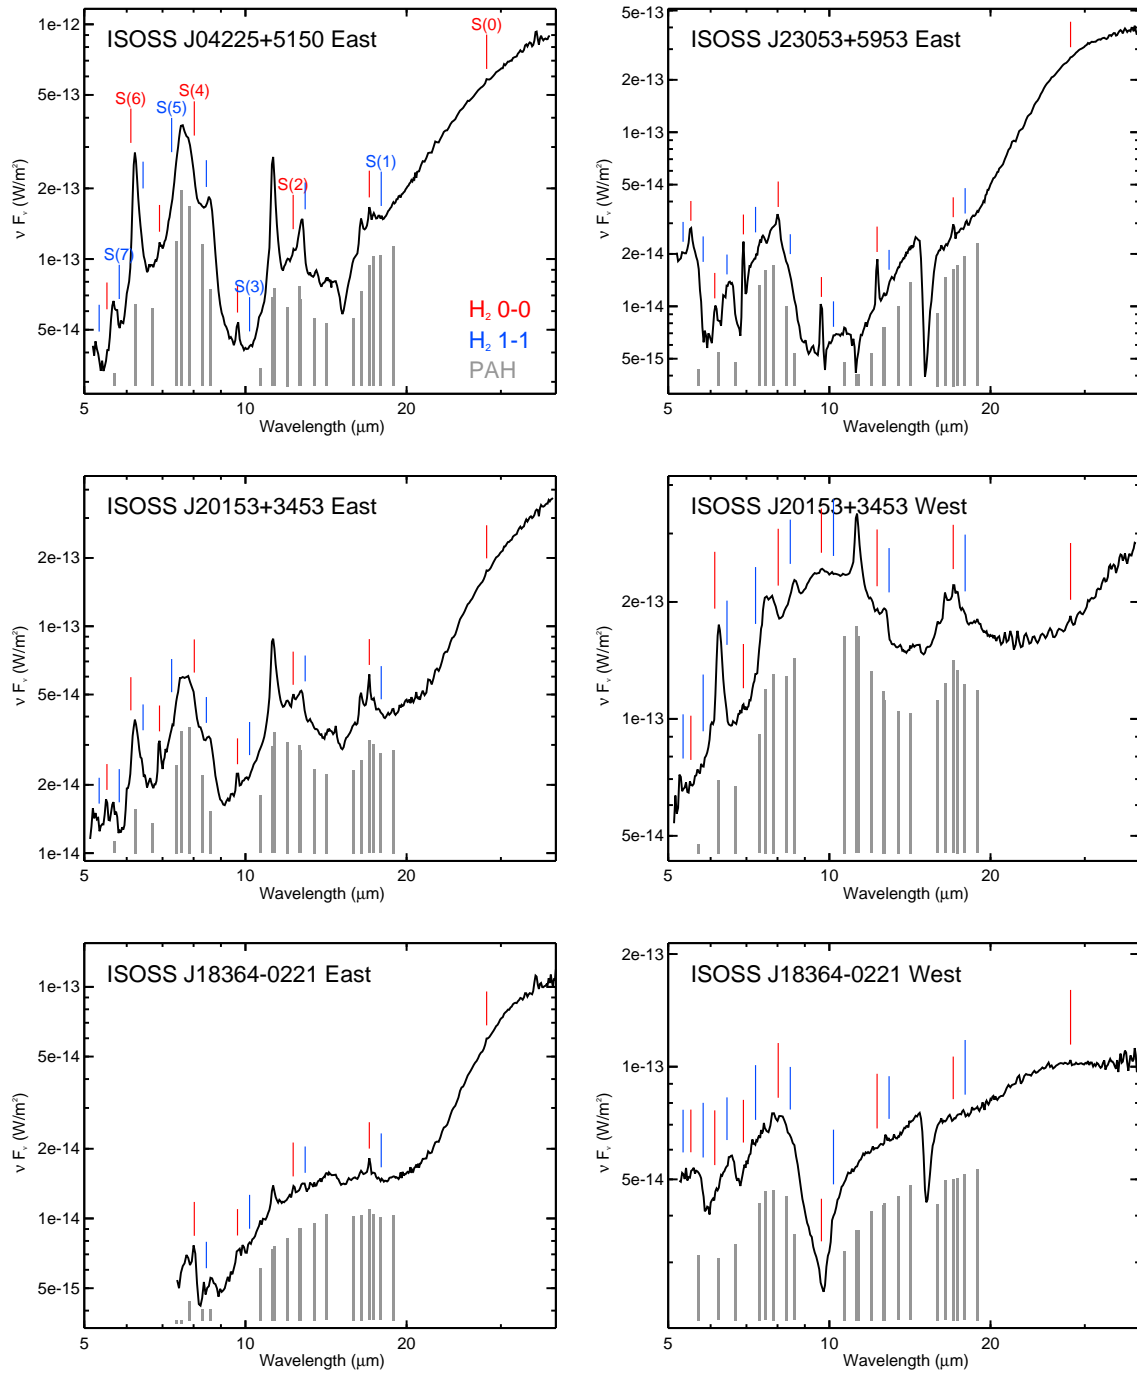 ISOSS J04225+5150 East
1e-12
5e-13
2e-13
1e-13
5e-14
ν Fᵥ (W/m²)
S(0)
S(6)
S(5)
S(4)
S(2)
S(1)
S(7)
S(3)
H₂ 0-0
H₂ 1-1
PAH
5
10
20
Wavelength (μm)
ISOSS J23053+5953 East
5e-13
2e-13
1e-13
5e-14
2e-14
1e-14
5e-15
ν Fᵥ (W/m²)
5
10
20
Wavelength (μm)
ISOSS J20153+3453 East
2e-13
1e-13
5e-14
2e-14
1e-14
ν Fᵥ (W/m²)
5
10
20
Wavelength (μm)
ISOSS J20153+3453 West
2e-13
1e-13
5e-14
ν Fᵥ (W/m²)
5
10
20
Wavelength (μm)
ISOSS J18364-0221 East
1e-13
5e-14
2e-14
1e-14
5e-15
ν Fᵥ (W/m²)
5
10
20
Wavelength (μm)
ISOSS J18364-0221 West
2e-13
1e-13
5e-14
ν Fᵥ (W/m²)
5
10
20
Wavelength (μm)